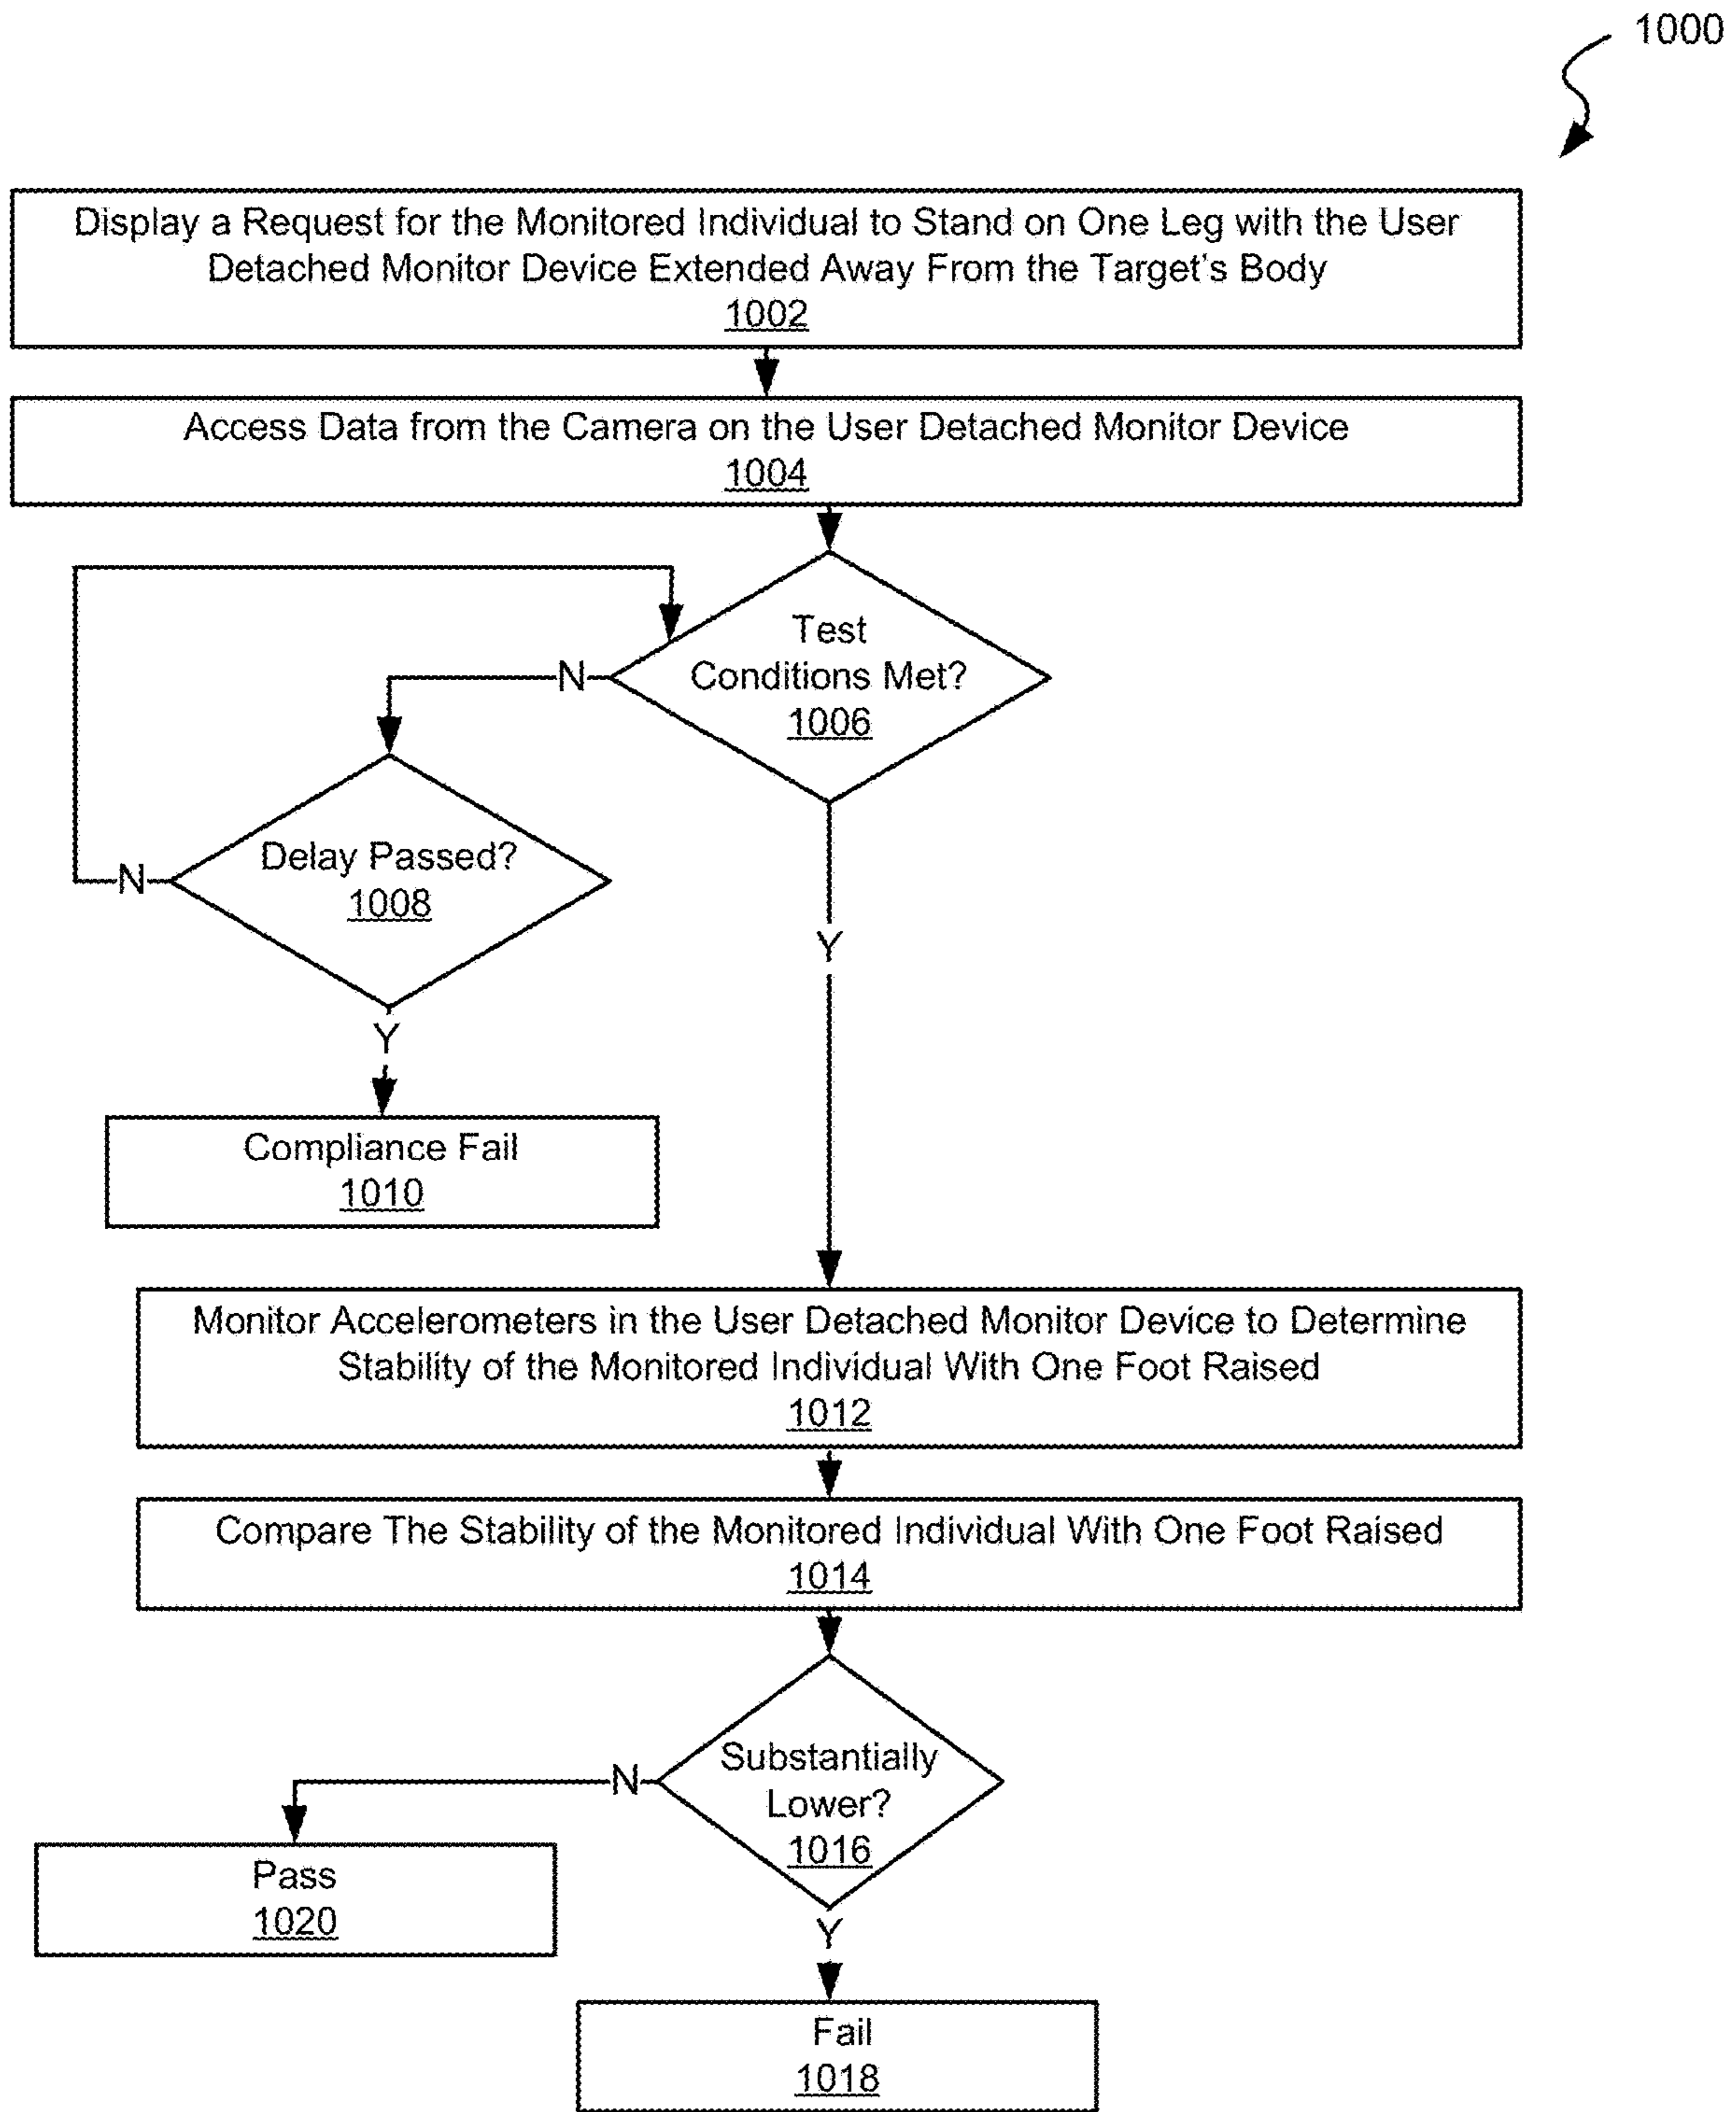 1000
Display a Request for the Monitored Individual to Stand on One Leg with the User
Detached Monitor Device Extended Away From the Target's Body
1002
Access Data from the Camera on the User Detached Monitor Device
1004
Test
Conditions Met?
1006
N
Delay Passed?
1008
N
Y
Y
Compliance Fail
1010
Monitor Accelerometers in the User Detached Monitor Device to Determine
Stability of the Monitored Individual With One Foot Raised
1012
Compare The Stability of the Monitored Individual With One Foot Raised
1014
Substantially
Lower?
1016
N
Pass
1020
Y
Fail
1018